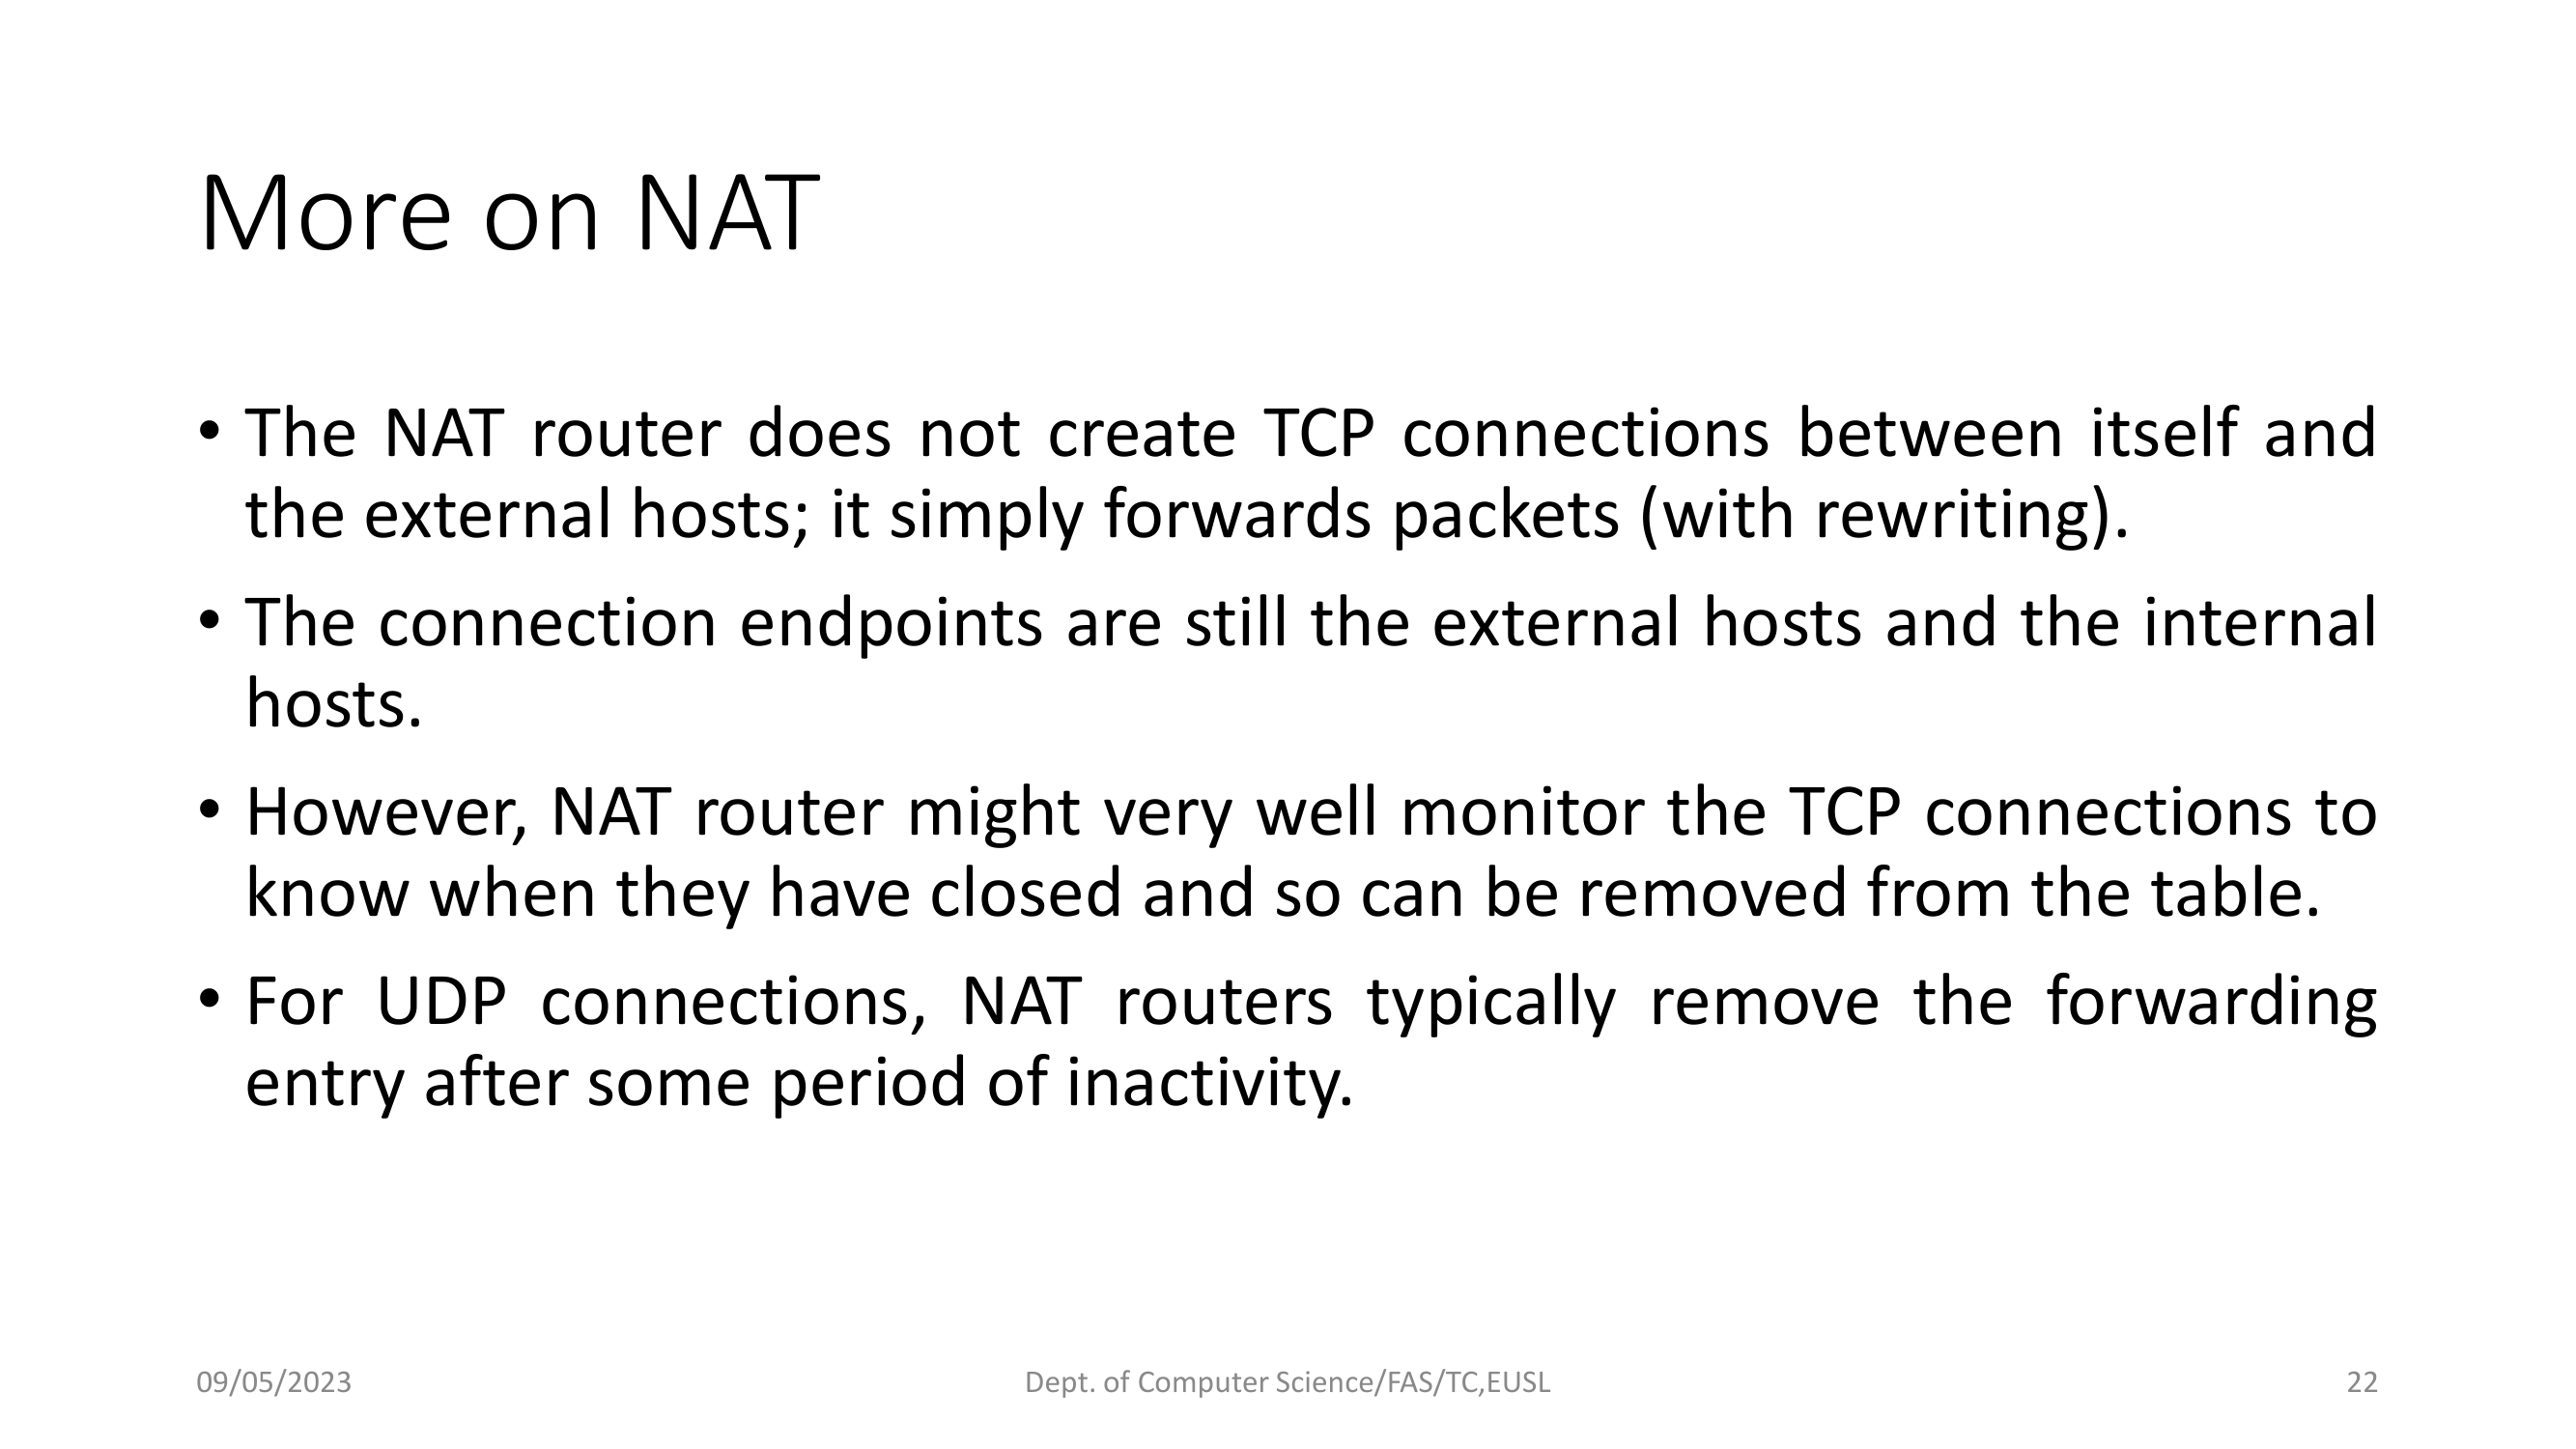 More on NAT
• The NAT router does not create TCP connections between itself and
the external hosts; it simply forwards packets (with rewriting).
• The connection endpoints are still the external hosts and the internal
hosts.
• However, NAT router might very well monitor the TCP connections to
know when they have closed and so can be removed from the table.
• For UDP connections, NAT routers typically remove the forwarding
entry after some period of inactivity.
09/05/2023
Dept. of Computer Science/FAS/TC,EUSL
22